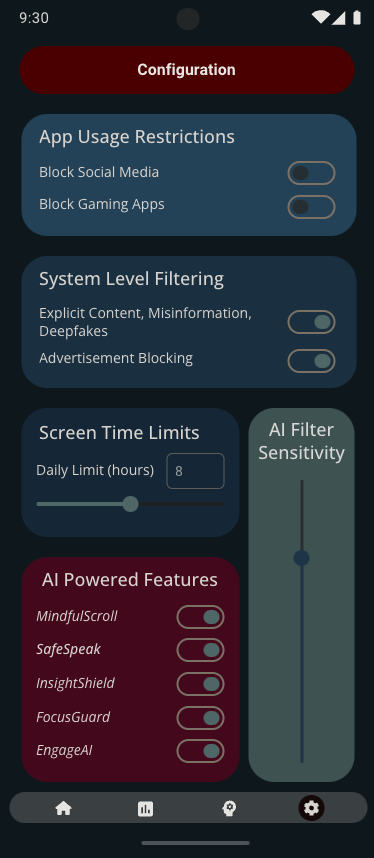 9:30
Configuration
App Usage Restrictions
Block Social Media
Block Gaming Apps
System Level Filtering
Explicit Content, Misinformation,
Deepfakes
Advertisement Blocking
Screen Time Limits
Daily Limit (hours)
8
AI Filter
Sensitivity
AI Powered Features
MindfulScroll
SafeSpeak
InsightShield
FocusGuard
EngageAI